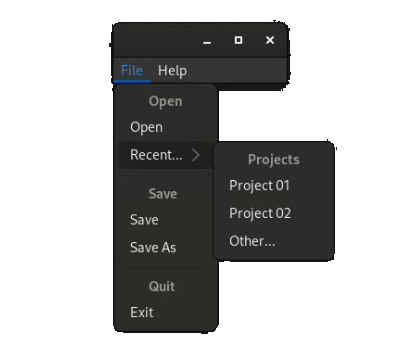 File Help
Open
Open
Recent...
Projects
Project 01
Project 02
Other...
Save
Save
Save As
Quit
Exit